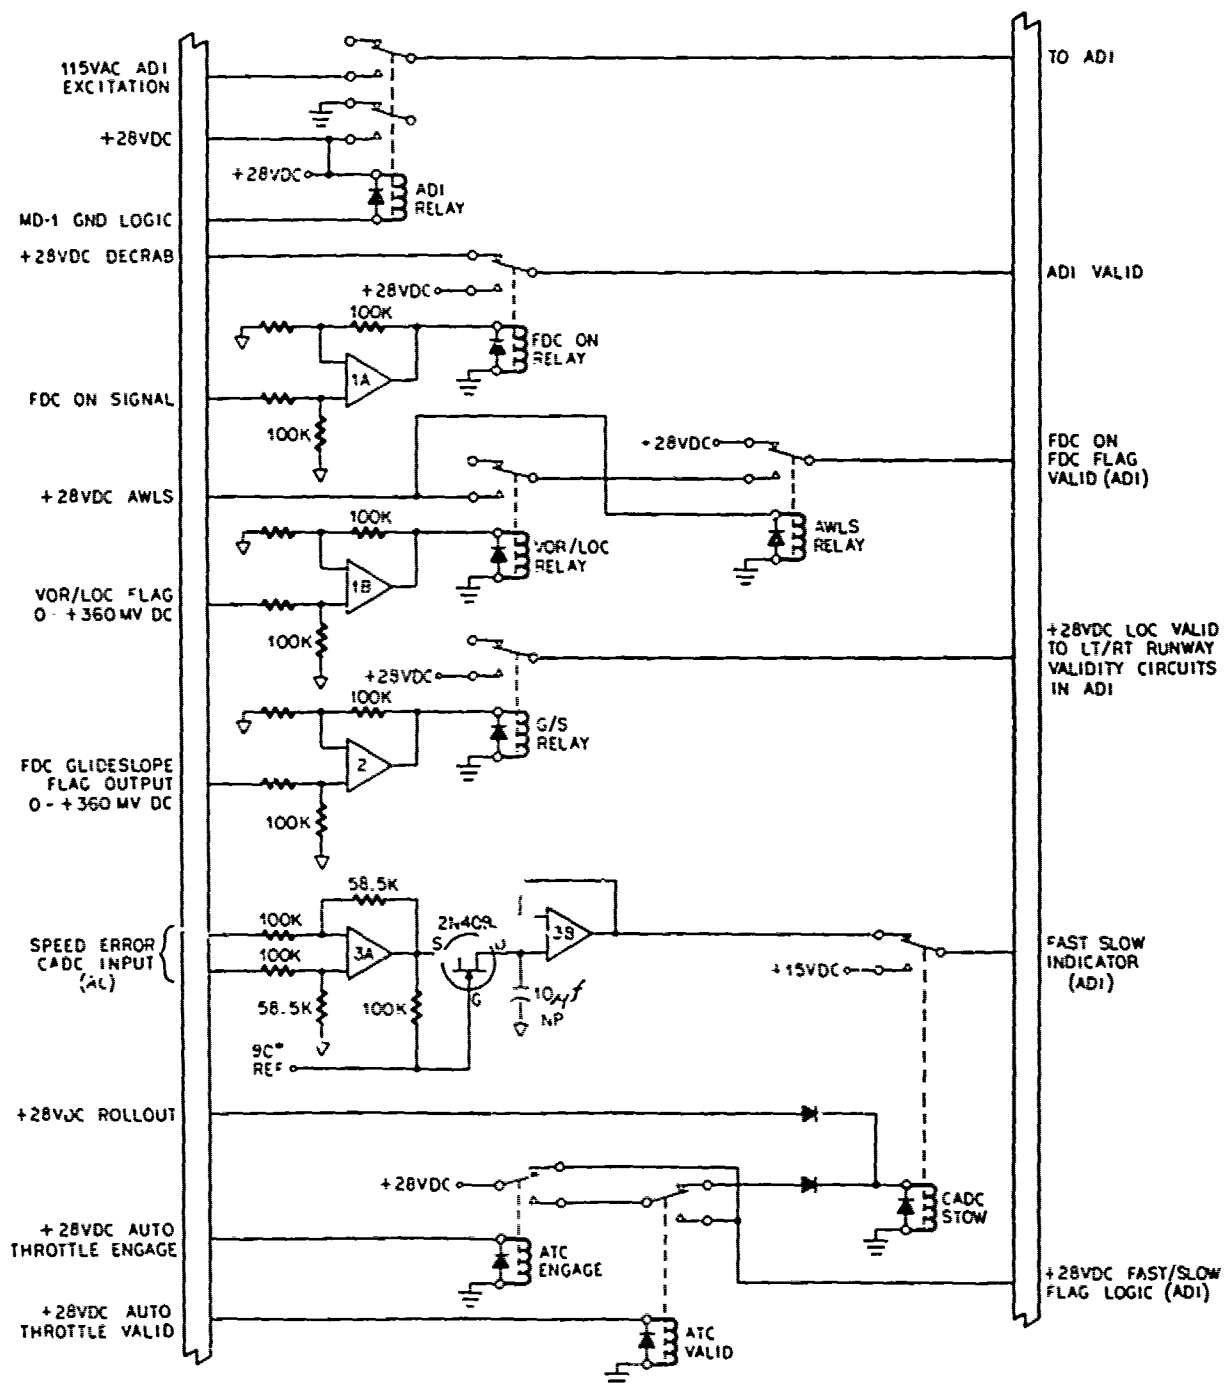 115VAC ADI
EXCITATION
TO ADI
+28VDC
+28VDC
ADI
RELAY
MD-1 GND LOGIC
+28VDC DECRAB
ADI VALID
+28VDC
100K
FDC ON
RELAY
1A
FDC ON SIGNAL
100K
+28VDC
FDC ON
FDC FLAG
VALID (ADI)
+28VDC AWLS
100K
AWLS
RELAY
VOR/LOC
RELAY
1B
VOR/LOC FLAG
0 - +360 MV DC
100K
+28VDC LOC VALID
TO LT/RT RUNWAY
VALIDITY CIRCUITS
IN ADI
+28VDC
100K
G/S
RELAY
2
FDC GLIDESLOPE
FLAG OUTPUT
0 - +360 MV DC
100K
58.5K
100K
S
D
3B
SPEED ERROR
CADC INPUT
(AC)
100K
3A
FAST SLOW
INDICATOR
(ADI)
+15VDC
58.5K
100K
G
10μf
NP
REF
+28VDC ROLLOUT
+28VDC
CADC
STOW
+28VDC AUTO
THROTTLE ENGAGE
ATC
ENGAGE
+28VDC FAST/SLOW
FLAG LOGIC (ADI)
+28VDC AUTO
THROTTLE VALID
ATC
VALID